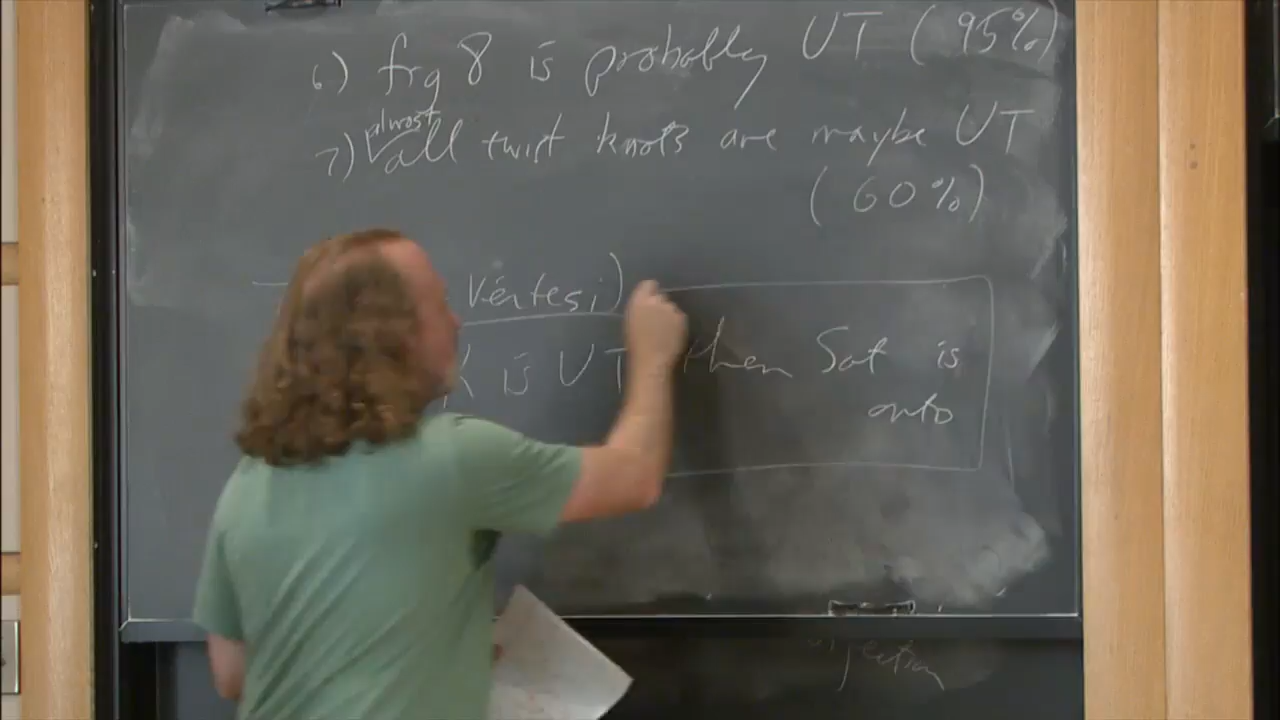 6) fig 8 is probably UT (95%)
7) almost all twist knots are maybe UT
(60%)
Vértesi)
K is UT then Sat is
onto